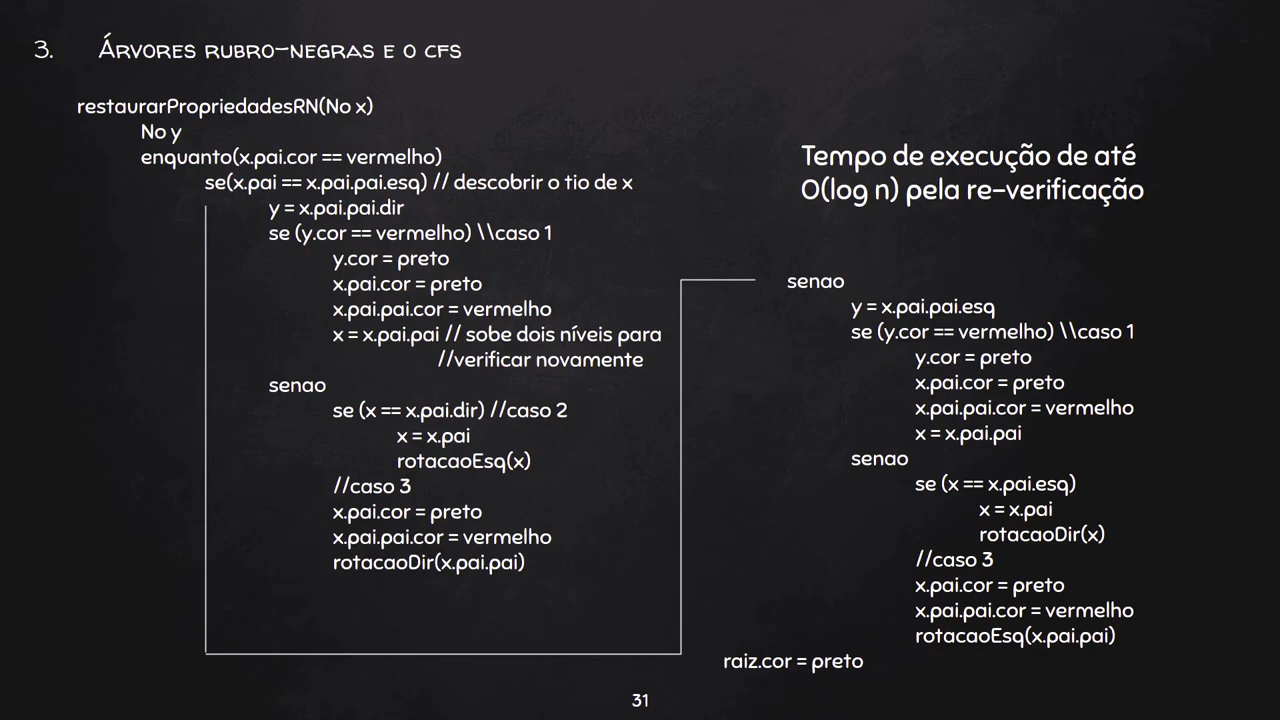 3. Árvores rubro-negras e o cfs
restaurarPropriedadesRN(No x)
No y
enquanto(x.pai.cor == vermelho)
se(x.pai == x.pai.pai.esq) // descobrir o tio de x
y = x.pai.pai.dir
se (y.cor == vermelho) \\caso 1
y.cor = preto
x.pai.cor = preto
x.pai.pai.cor = vermelho
x = x.pai.pai // sobe dois níveis para
//verificar novamente
senao
se (x == x.pai.dir) //caso 2
x = x.pai
rotacaoEsq(x)
//caso 3
x.pai.cor = preto
x.pai.pai.cor = vermelho
rotacaoDir(x.pai.pai)
Tempo de execução de até
O(log n) pela re-verificação
senao
y = x.pai.pai.esq
se (y.cor == vermelho) \\caso 1
y.cor = preto
x.pai.cor = preto
x.pai.pai.cor = vermelho
x = x.pai.pai
senao
se (x == x.pai.esq)
x = x.pai
rotacaoDir(x)
//caso 3
x.pai.cor = preto
x.pai.pai.cor = vermelho
rotacaoEsq(x.pai.pai)
raiz.cor = preto
31